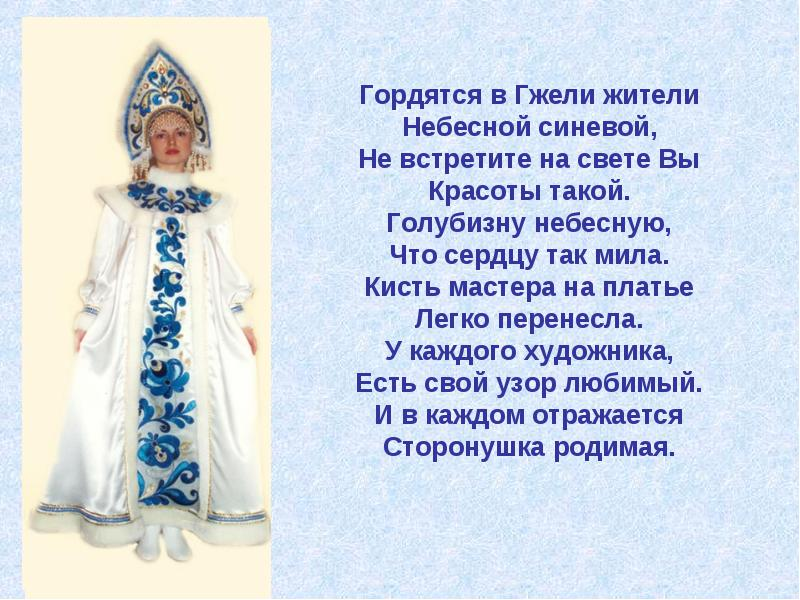 Гордятся в Гжели жители
Небесной синевой,
Не встретите на свете Вы
Красоты такой.
Голубизну небесную,
Что сердцу так мила.
Кисть мастера на платье
Легко перенесла.
У каждого художника,
Есть свой узор любимый.
И в каждом отражается
Сторонушка родимая.